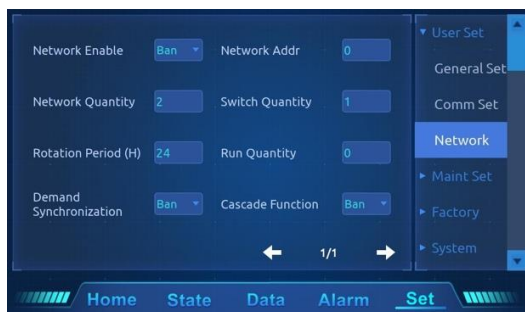 Network Enable Ban Network Addr 0
Network Quantity 2 Switch Quantity 1
Rotation Period (H) 24 Run Quantity 0
Demand
Synchronization Ban Cascade Function Ban
1/1
User Set
General Set
Comm Set
Network
Maint Set
Factory
System
Home State Data Alarm Set